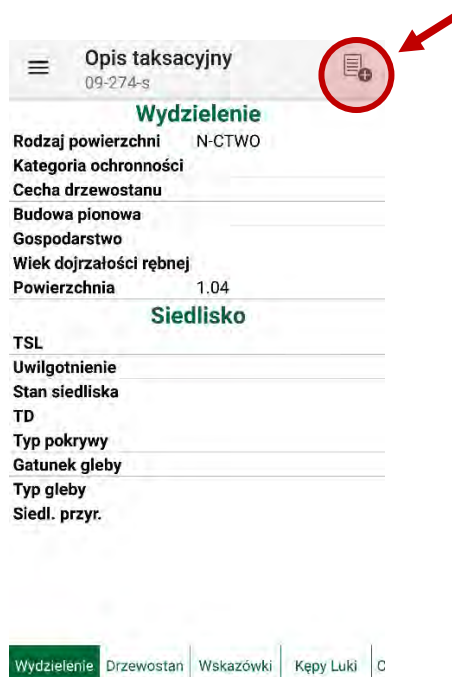 Opis taksacyjny
09-274-s
Wydzielenie
Rodzaj powierzchni N-CTWO
Kategoria ochronności
Cecha drzewostanu
Budowa pionowa
Gospodarstwo
Wiek dojrzałości rębnej
Powierzchnia 1.04
Siedlisko
TSL
Uwilgotnienie
Stan siedliska
TD
Typ pokrywy
Gatunek gleby
Typ gleby
Siedl. przyr.
Wydzielenie Drzewostan Wskazówki Kępy Luki